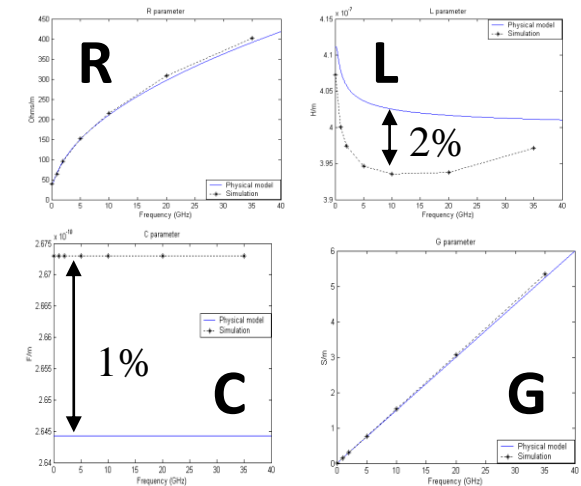 R parameter
450
400
350
300
250
200
150
100
50
0
Ohms/m
R
Physical model
Simulation
0 5 10 15 20 25 30 35 40
Frequency (GHz)
L parameter
x 10-7
4.15
4.1
4.05
4
3.95
3.9
H/m
L
2%
Physical model
Simulation
0 5 10 15 20 25 30 35 40
Frequency (GHz)
C parameter
x 10-10
2.675
2.67
2.665
2.66
2.655
2.65
2.645
2.64
F/m
1%
C
Physical model
Simulation
0 5 10 15 20 25 30 35 40
Frequency (GHz)
G parameter
6
5
4
3
2
1
0
S/m
G
Physical model
Simulation
0 5 10 15 20 25 30 35 40
Frequency (GHz)